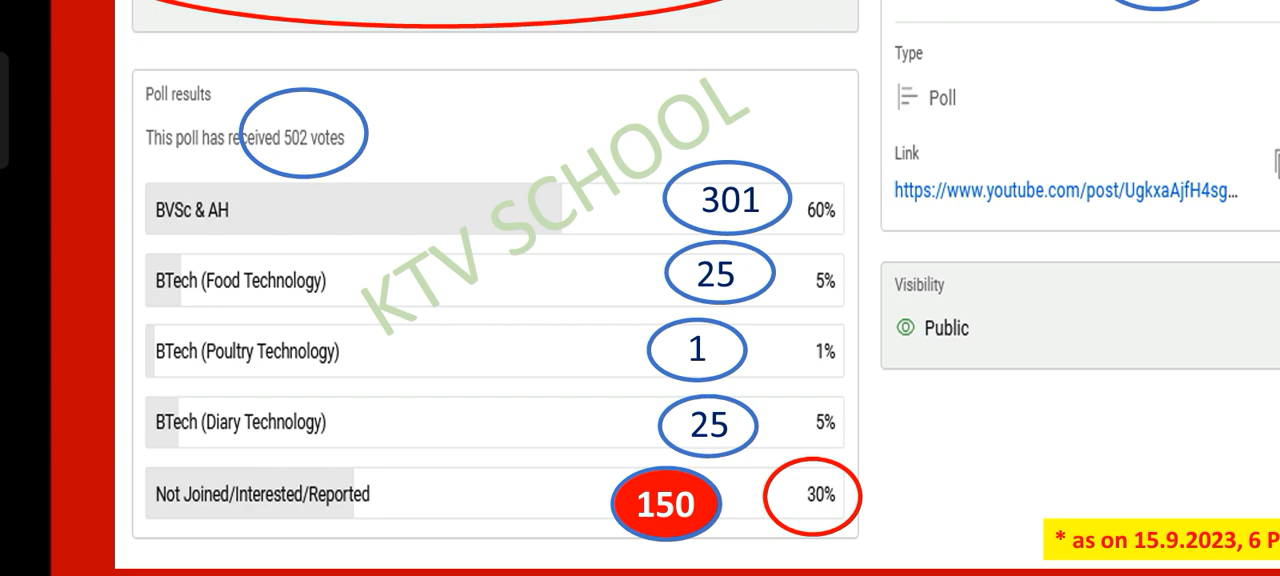 Poll results
This poll has received 502 votes
BVSc & AH 301 60%
BTech (Food Technology) 25 5%
BTech (Poultry Technology) 1 1%
BTech (Diary Technology) 25 5%
Not Joined/Interested/Reported 150 30%
KTV SCHOOL
Type
Poll
Link
https://www.youtube.com/post/UgkxaAjfH4sg...
Visibility
Public
* as on 15.9.2023, 6 P